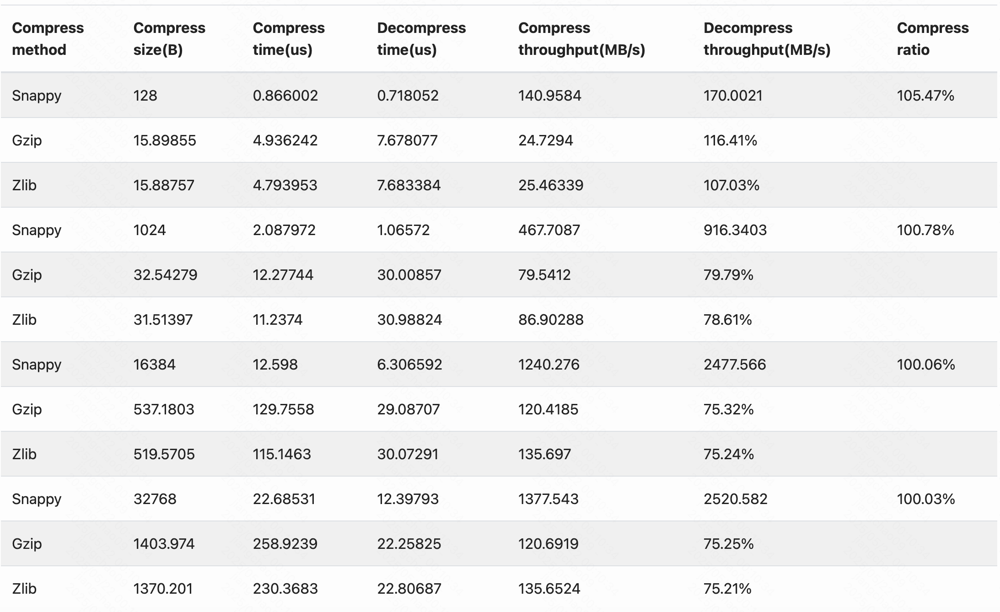 Compress method Compress size(B) Compress time(us) Decompress time(us) Compress throughput(MB/s) Decompress throughput(MB/s) Compress ratio
Snappy 128 0.866002 0.718052 140.9584 170.0021 105.47%
Gzip 15.89855 4.936242 7.678077 24.7294 116.41%
Zlib 15.88757 4.793953 7.683384 25.46339 107.03%
Snappy 1024 2.087972 1.06572 467.7087 916.3403 100.78%
Gzip 32.54279 12.27744 30.00857 79.5412 79.79%
Zlib 31.51397 11.2374 30.98824 86.90288 78.61%
Snappy 16384 12.598 6.306592 1240.276 2477.566 100.06%
Gzip 537.1803 129.7558 29.08707 120.4185 75.32%
Zlib 519.5705 115.1463 30.07291 135.697 75.24%
Snappy 32768 22.68531 12.39793 1377.543 2520.582 100.03%
Gzip 1403.974 258.9239 22.25825 120.6919 75.25%
Zlib 1370.201 230.3683 22.80687 135.6524 75.21%